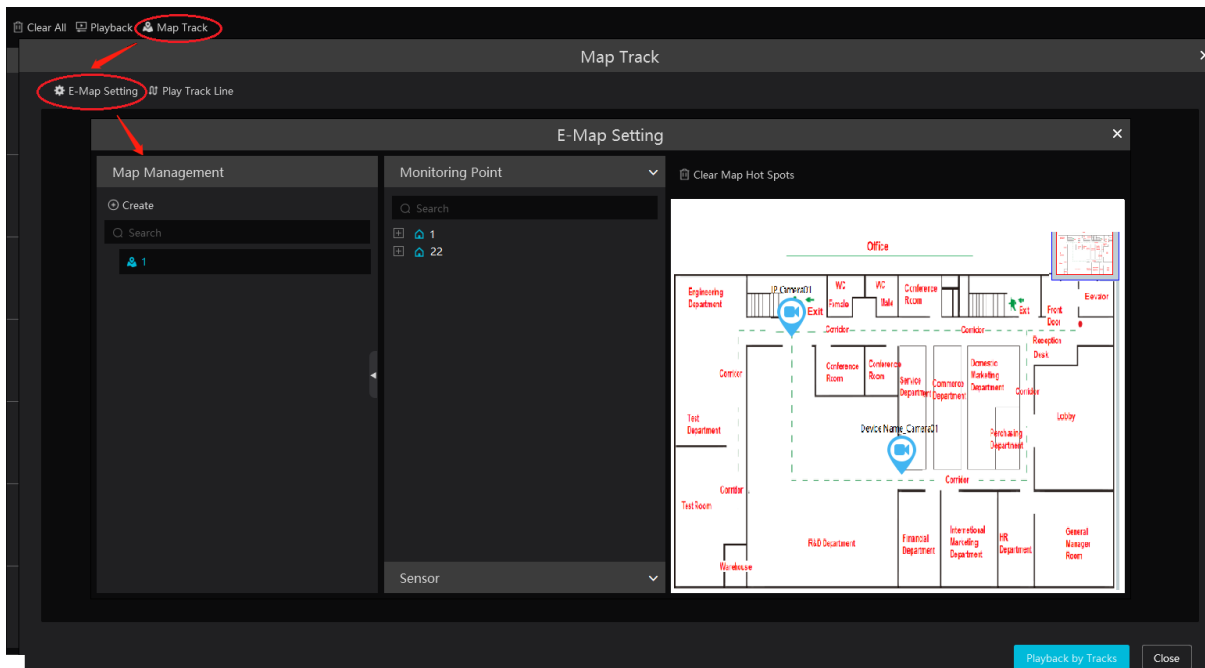 Clear All Playback Map Track
Map Track
E-Map Setting Play Track Line
E-Map Setting
Map Management
Monitoring Point
Clear Map Hot Spots
Create
Search
Search
1
1
22
Office
Engineering
Department
IP_Camera01
Exit
WC
Female
WC
Male
Conference
Room
Exit
Front
Door
Elevator
Corridor
Corridor
Reception
Desk
Corridor
Conference
Room
Conference
Room
Service
Department
Commerce
Department
Domestic
Marketing
Department
Corridor
Lobby
Test
Department
Device Name_Camera01
Perchasing
Department
Corridor
Corridor
Test Room
R&D Department
Financial
Department
International
Marceting
Department
HR
Department
General
Manager
Room
Warehouse
Sensor
Playback by Tracks
Close